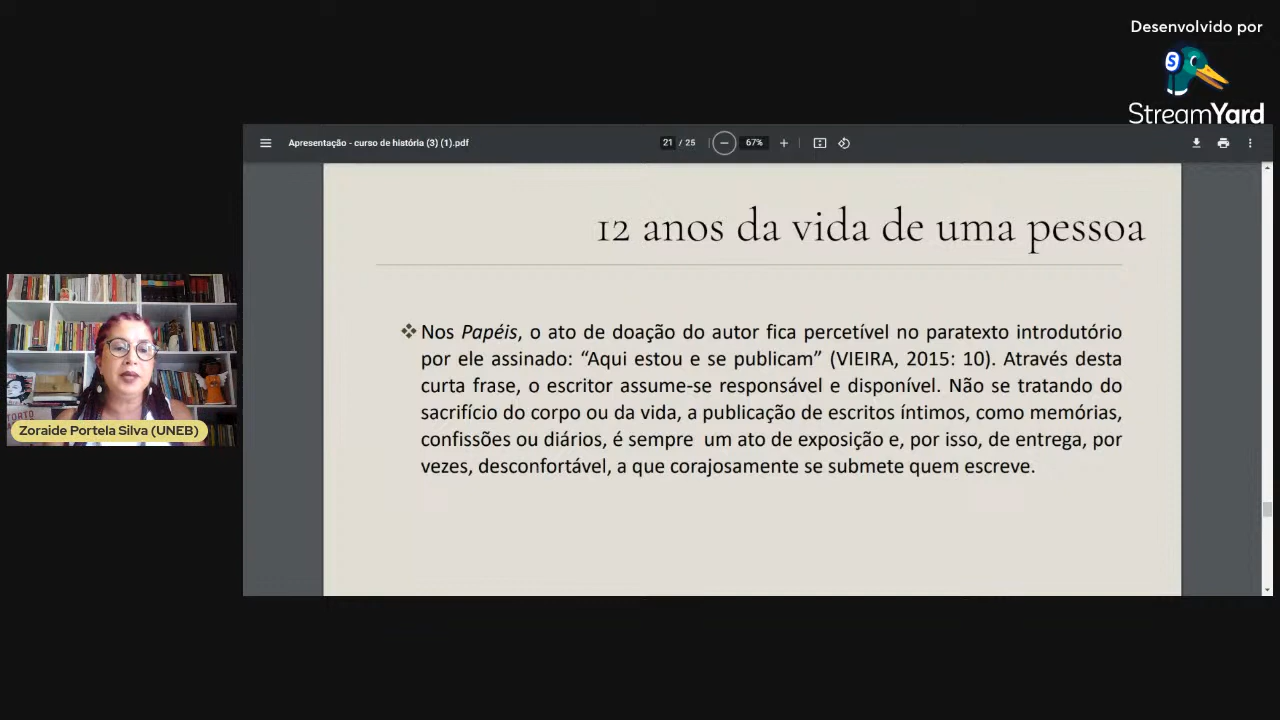 Desenvolvido por
S
StreamYard
Apresentação - curso de história (3) (1).pdf
21 / 25
67%
12 anos da vida de uma pessoa
❖ Nos Papéis, o ato de doação do autor fica percetível no paratexto introdutório
por ele assinado: “Aqui estou e se publicam” (VIEIRA, 2015: 10). Através desta
curta frase, o escritor assume-se responsável e disponível. Não se tratando do
sacrifício do corpo ou da vida, a publicação de escritos íntimos, como memórias,
confissões ou diários, é sempre um ato de exposição e, por isso, de entrega, por
vezes, desconfortável, a que corajosamente se submete quem escreve.
Zoraide Portela Silva (UNEB)